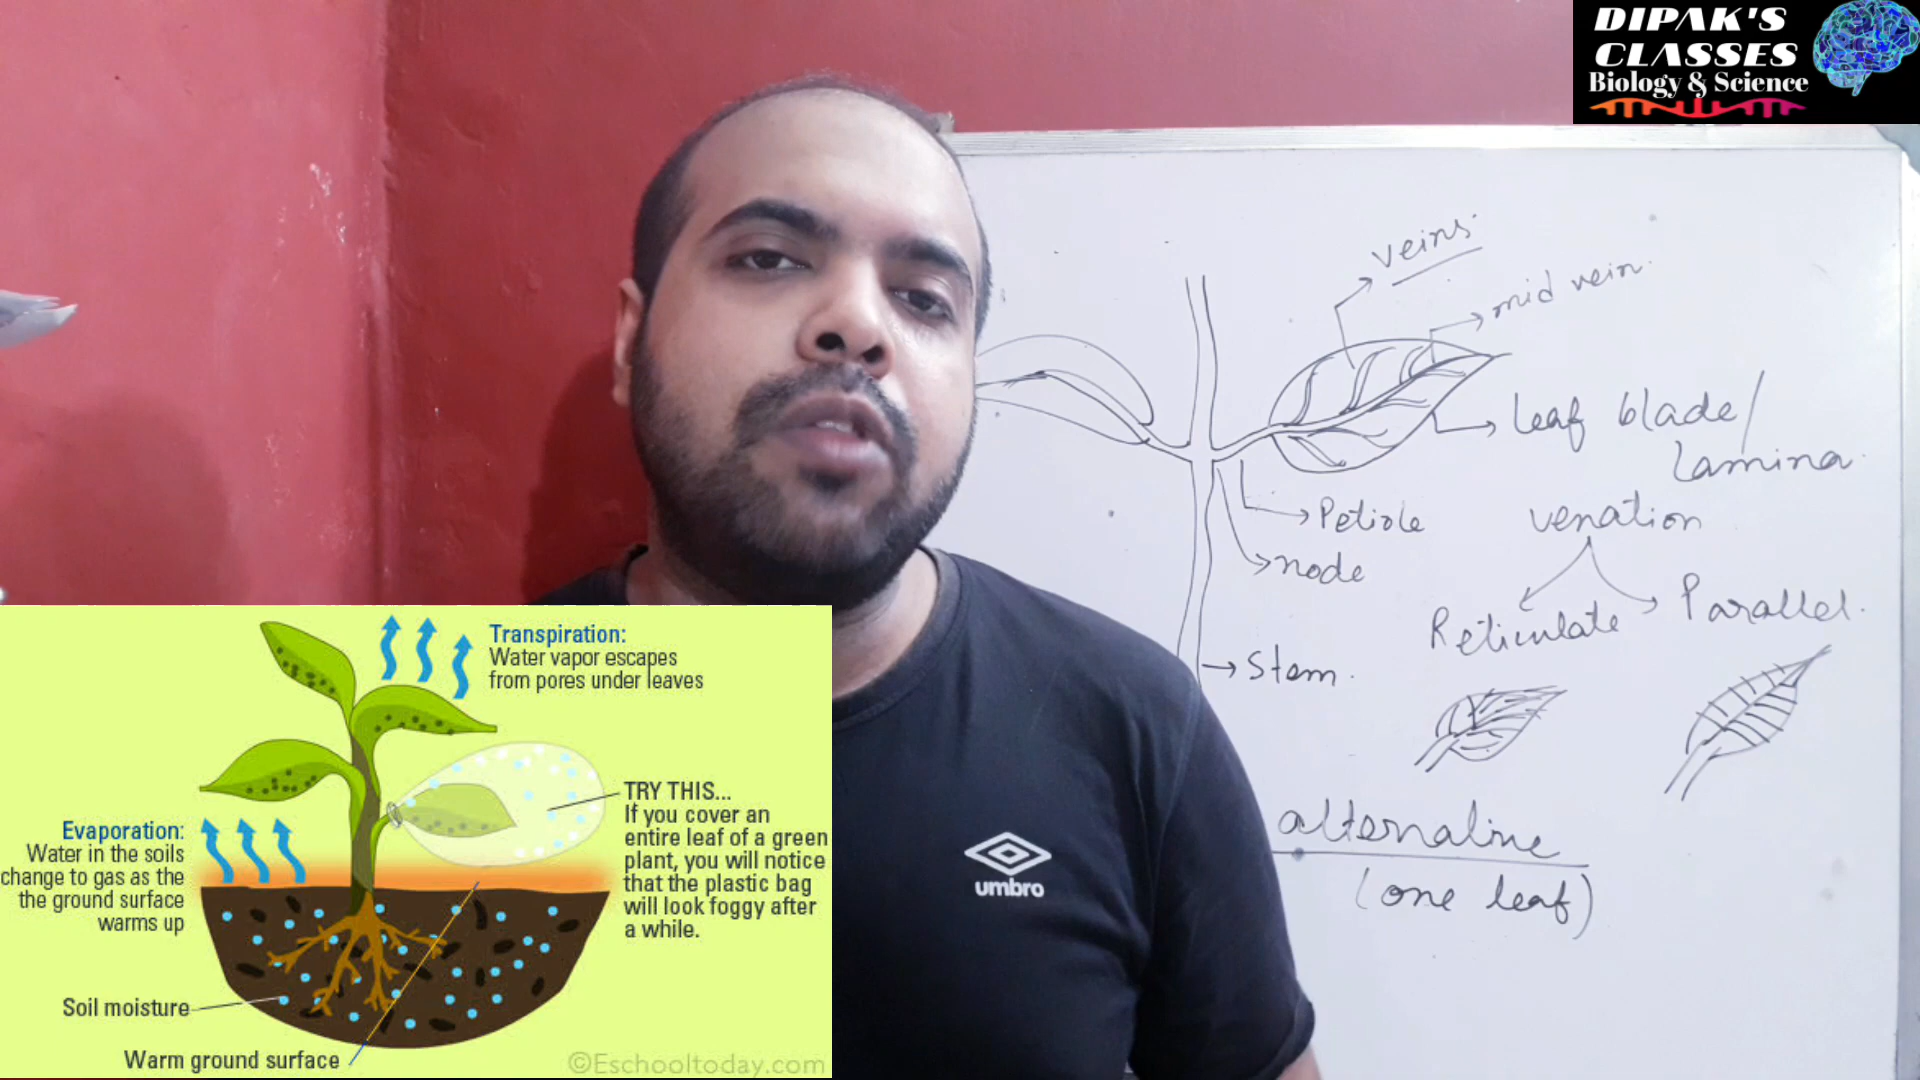 DIPAK'S
CLASSES
Biology & Science
veins
mid vein
leaf blade/
Lamina
Petiole
node
venation
Reticulate
Parallel
Stem
alternative
(one leaf)
umbro
Transpiration:
Water vapor escapes
from pores under leaves
TRY THIS...
If you cover an
entire leaf of a green
plant, you will notice
that the plastic bag
will look foggy after
a while.
Evaporation:
Water in the soils
change to gas as the
the ground surface
warms up
Soil moisture
Warm ground surface
©Eschooltoday.com